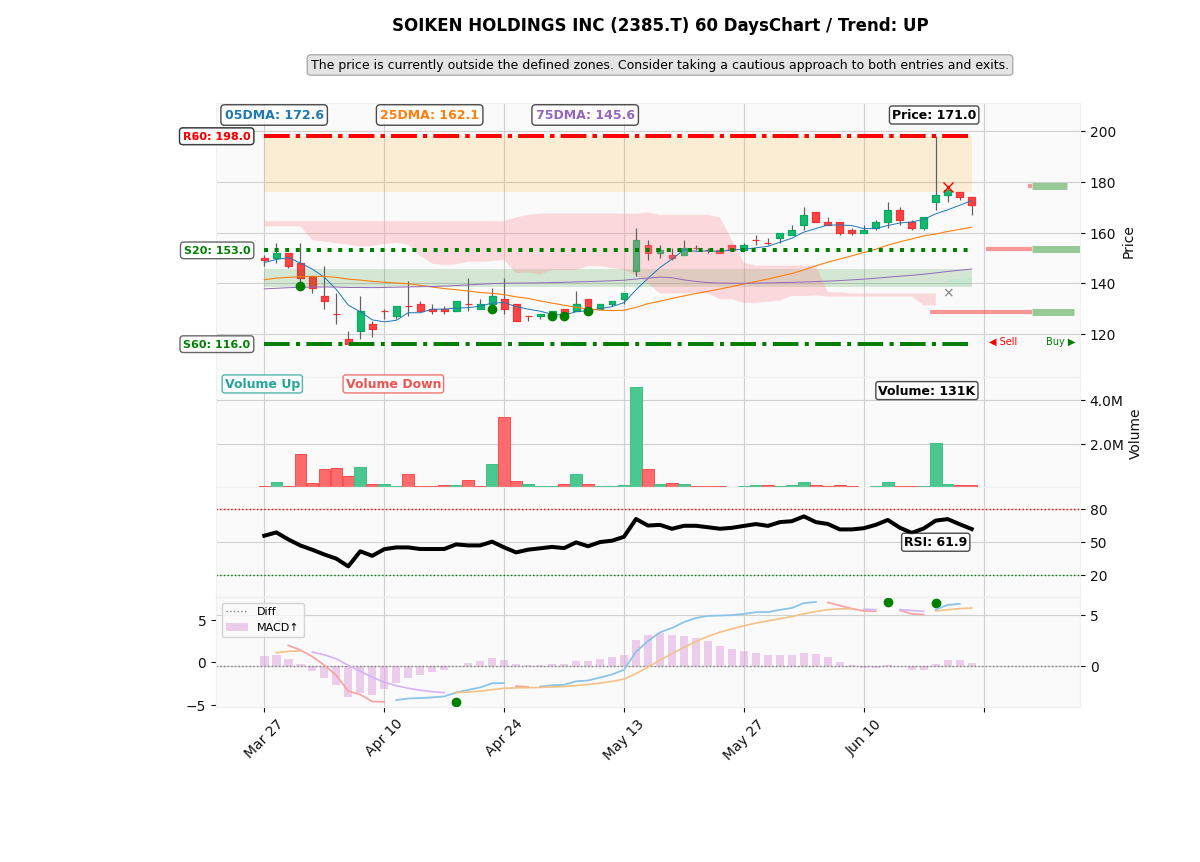 SOIKEN HOLDINGS INC (2385.T) 60 DaysChart / Trend: UP
The price is currently outside the defined zones. Consider taking a cautious approach to both entries and exits.
05DMA: 172.6
25DMA: 162.1
75DMA: 145.6
Price: 171.0
R60: 198.0
S20: 153.0
S60: 116.0
200
180
160
140
120
Price
◀ Sell
Buy ▶
Volume Up
Volume Down
Volume: 131K
4.0M
2.0M
Volume
80
50
20
RSI: 61.9
Diff
MACD↑
5
0
−5
5
0
Mar 27
Apr 10
Apr 24
May 13
May 27
Jun 10